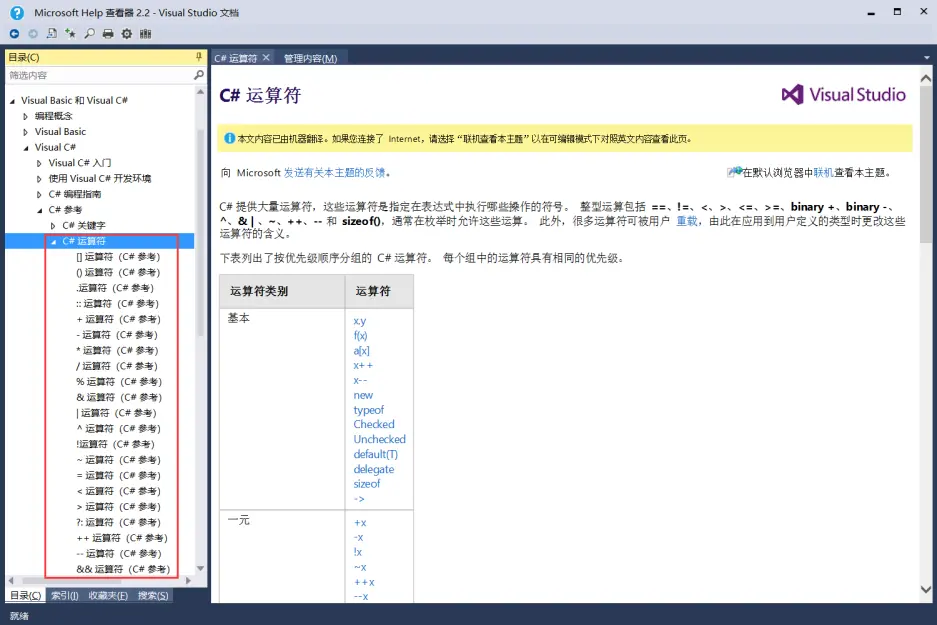 Microsoft Help 查看器 2.2 - Visual Studio 文档
目录(C)
筛选内容
Visual Basic 和 Visual C#
编程概念
Visual Basic
Visual C#
Visual C# 入门
使用 Visual C# 开发环境
C# 编程指南
C# 参考
C# 关键字
C# 运算符
[] 运算符（C# 参考）
() 运算符（C# 参考）
.运算符（C# 参考）
:: 运算符（C# 参考）
+ 运算符（C# 参考）
- 运算符（C# 参考）
* 运算符（C# 参考）
/ 运算符（C# 参考）
% 运算符（C# 参考）
& 运算符（C# 参考）
| 运算符（C# 参考）
^ 运算符（C# 参考）
!运算符（C# 参考）
~ 运算符（C# 参考）
= 运算符（C# 参考）
< 运算符（C# 参考）
> 运算符（C# 参考）
?: 运算符（C# 参考）
++ 运算符（C# 参考）
-- 运算符（C# 参考）
&& 运算符（C# 参考）
目录(C) 索引(I) 收藏夹(F) 搜索(S)
C# 运算符 管理内容(M)
C# 运算符
Visual Studio
本文内容已由机器翻译。如果您连接了 Internet，请选择“联机查看本主题”以在可编辑模式下对照英文内容查看此页。
向 Microsoft 发送有关本主题的反馈。
在默认浏览器中联机查看本主题。
C# 提供大量运算符，这些运算符是指定在表达式中执行哪些操作的符号。 整型运算包括 ==、!=、<、>、<=、>=、binary +、binary -、
^、& |、~、++、-- 和 sizeof()，通常在枚举时允许这些运算。 此外，很多运算符可被用户 重载，由此在应用到用户定义的类型时更改这些
运算符的含义。
下表列出了按优先级顺序分组的 C# 运算符。 每个组中的运算符具有相同的优先级。
运算符类别 运算符
基本
x.y
f(x)
a[x]
x++
x--
new
typeof
Checked
Unchecked
default(T)
delegate
sizeof
->
一元
+x
-x
!x
~x
++x
--x
就绪